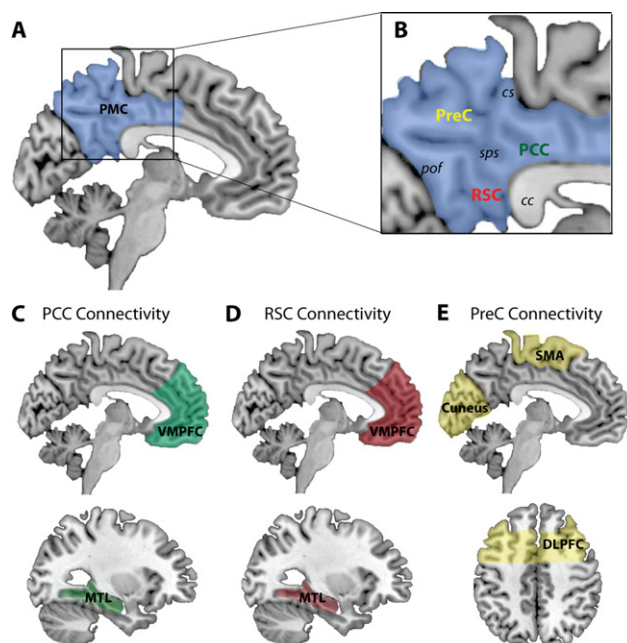 A
PMC
B
cs
PreC
sps
PCC
pof
RSC
cc
C PCC Connectivity
D RSC Connectivity
E PreC Connectivity
VMPFC
VMPFC
SMA
Cuneus
MTL
MTL
DLPFC